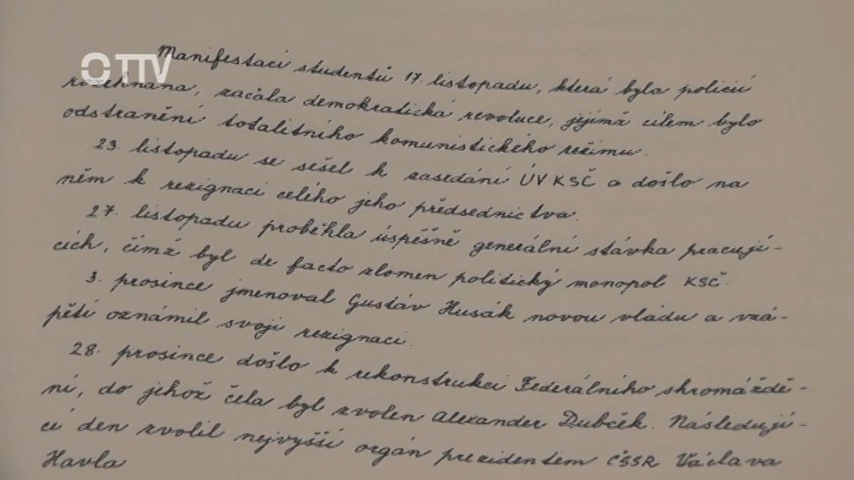 OTTV
Manifestací studentů 17. listopadu, která byla policií
rozehnána, začala demokratická revoluce, jejímž cílem bylo
odstranění totalitního komunistického režimu.
23. listopadu se sešel k zasedání ÚV KSČ a došlo na
něm k rezignaci celého jeho předsednictva.
27. listopadu proběhla úspěšně generální stávka pracují-
cích, čímž byl de facto zlomen politický monopol KSČ.
3. prosince jmenoval Gustáv Husák novou vládu a vzá-
pětí oznámil svoji rezignaci.
28. prosince došlo k rekonstrukci Federálního shromáždě-
ní, do jehož čela byl zvolen Alexander Dubček. Následují-
cí den zvolil nejvyšší orgán prezidentem ČSSR Václava
Havla